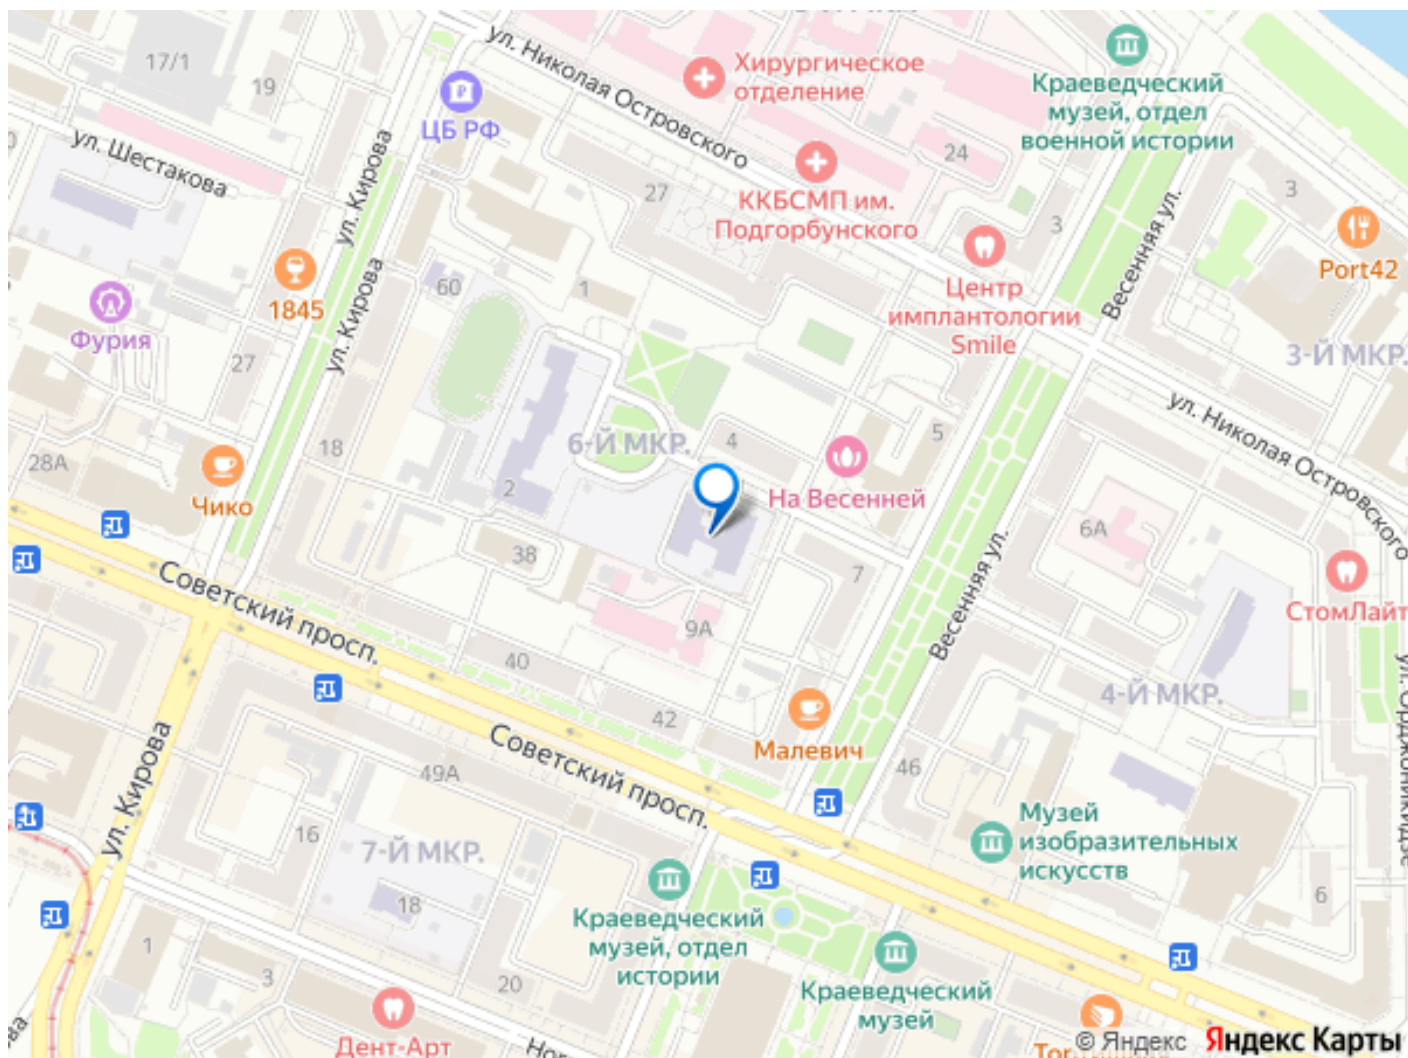 17/1
19
ул. Николая Островского
Хирургическое
отделение
Краеведческий
музей, отдел
военной истории
ЦБ РФ
ул. Шестакова
ул. Кирова
24
ККБСМП им.
Подгорбунского
27
3
3
Весенняя ул.
Port42
1845
ул. Кирова
60
1
Центр
имплантологии
Smile
Фурия
27
3-Й МКР.
ул. Николая Островского
18
6-Й МКР.
4
5
28А
Чико
2
На Весенней
6А
38
7
Весенняя ул.
СтомЛайт
Советский просп.
9А
40
42
4-Й МКР.
ул. Орджоникидзе
Малевич
Советский просп.
49А
46
ул. Кирова
16
7-Й МКР.
Музей
изобразительных
искусств
18
Краеведческий
музей, отдел
истории
6
1
3
20
Краеведческий
музей
Дент-Арт
© Яндекс
Яндекс Карты